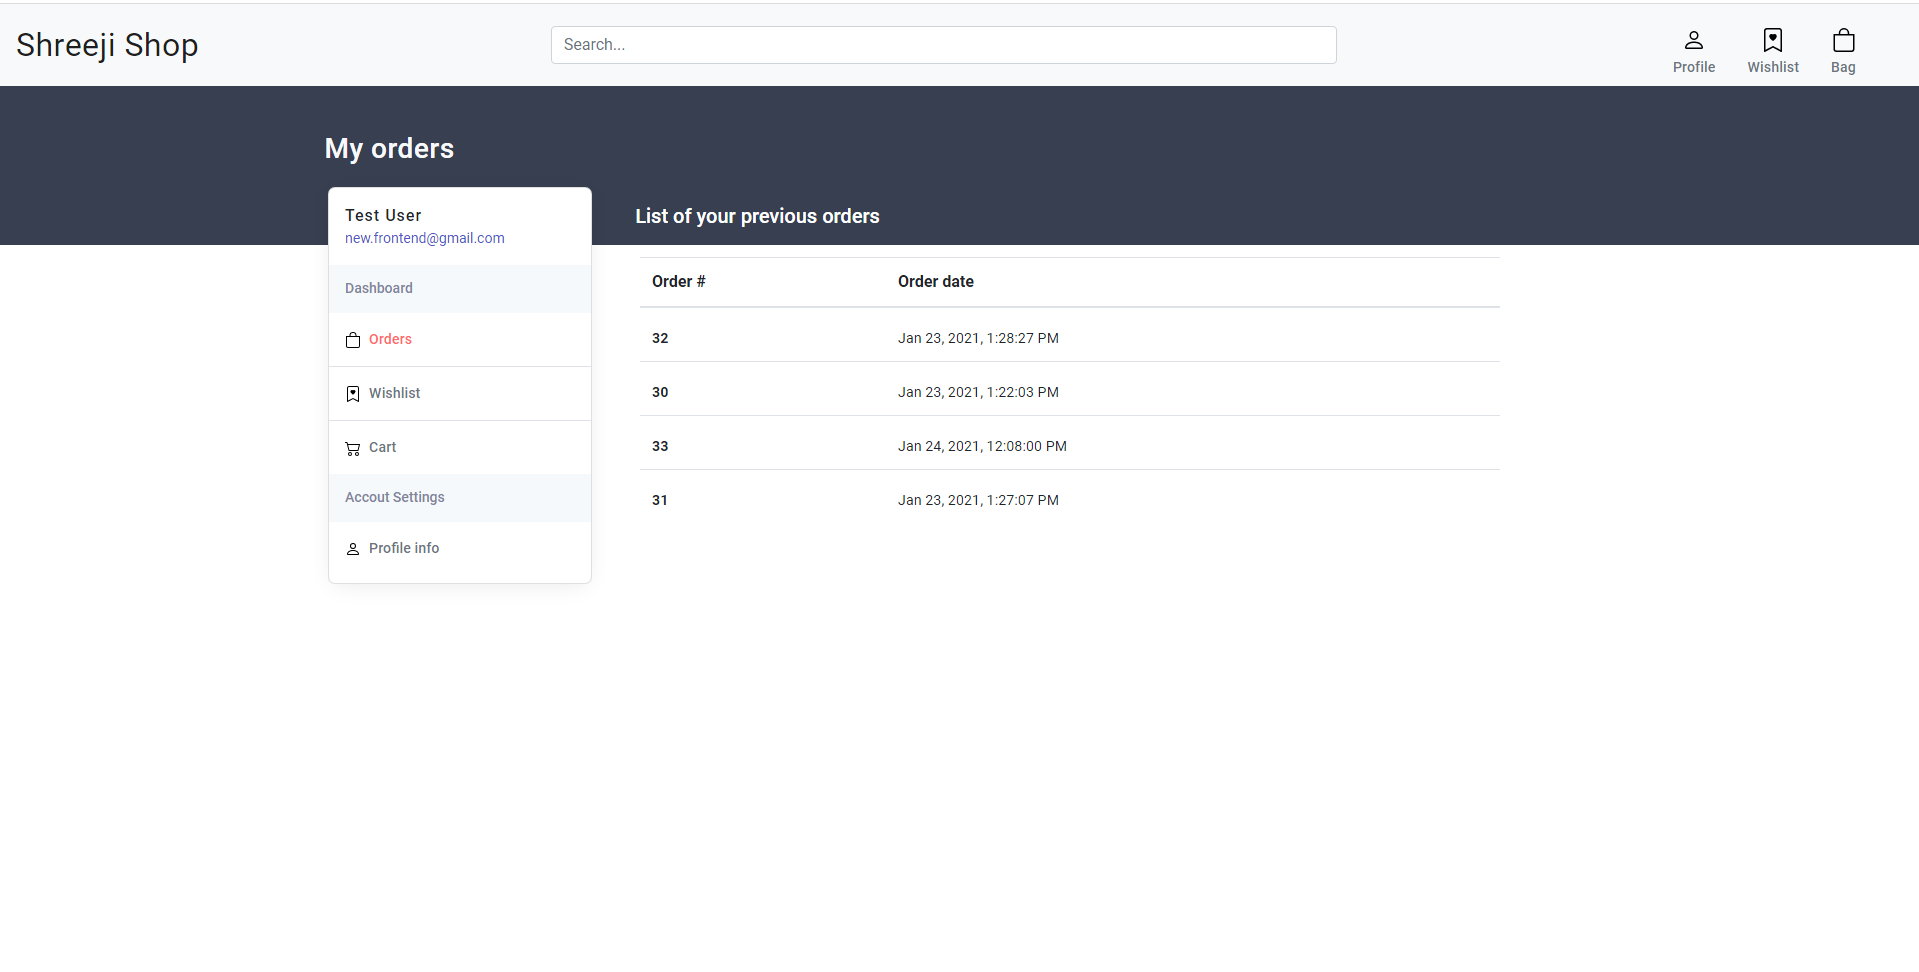 Shreeji Shop
Search...
Profile
Wishlist
Bag
My orders
Test User
new.frontend@gmail.com
Dashboard
Orders
Wishlist
Cart
Accout Settings
Profile info
List of your previous orders
Order # Order date
32 Jan 23, 2021, 1:28:27 PM
30 Jan 23, 2021, 1:22:03 PM
33 Jan 24, 2021, 12:08:00 PM
31 Jan 23, 2021, 1:27:07 PM